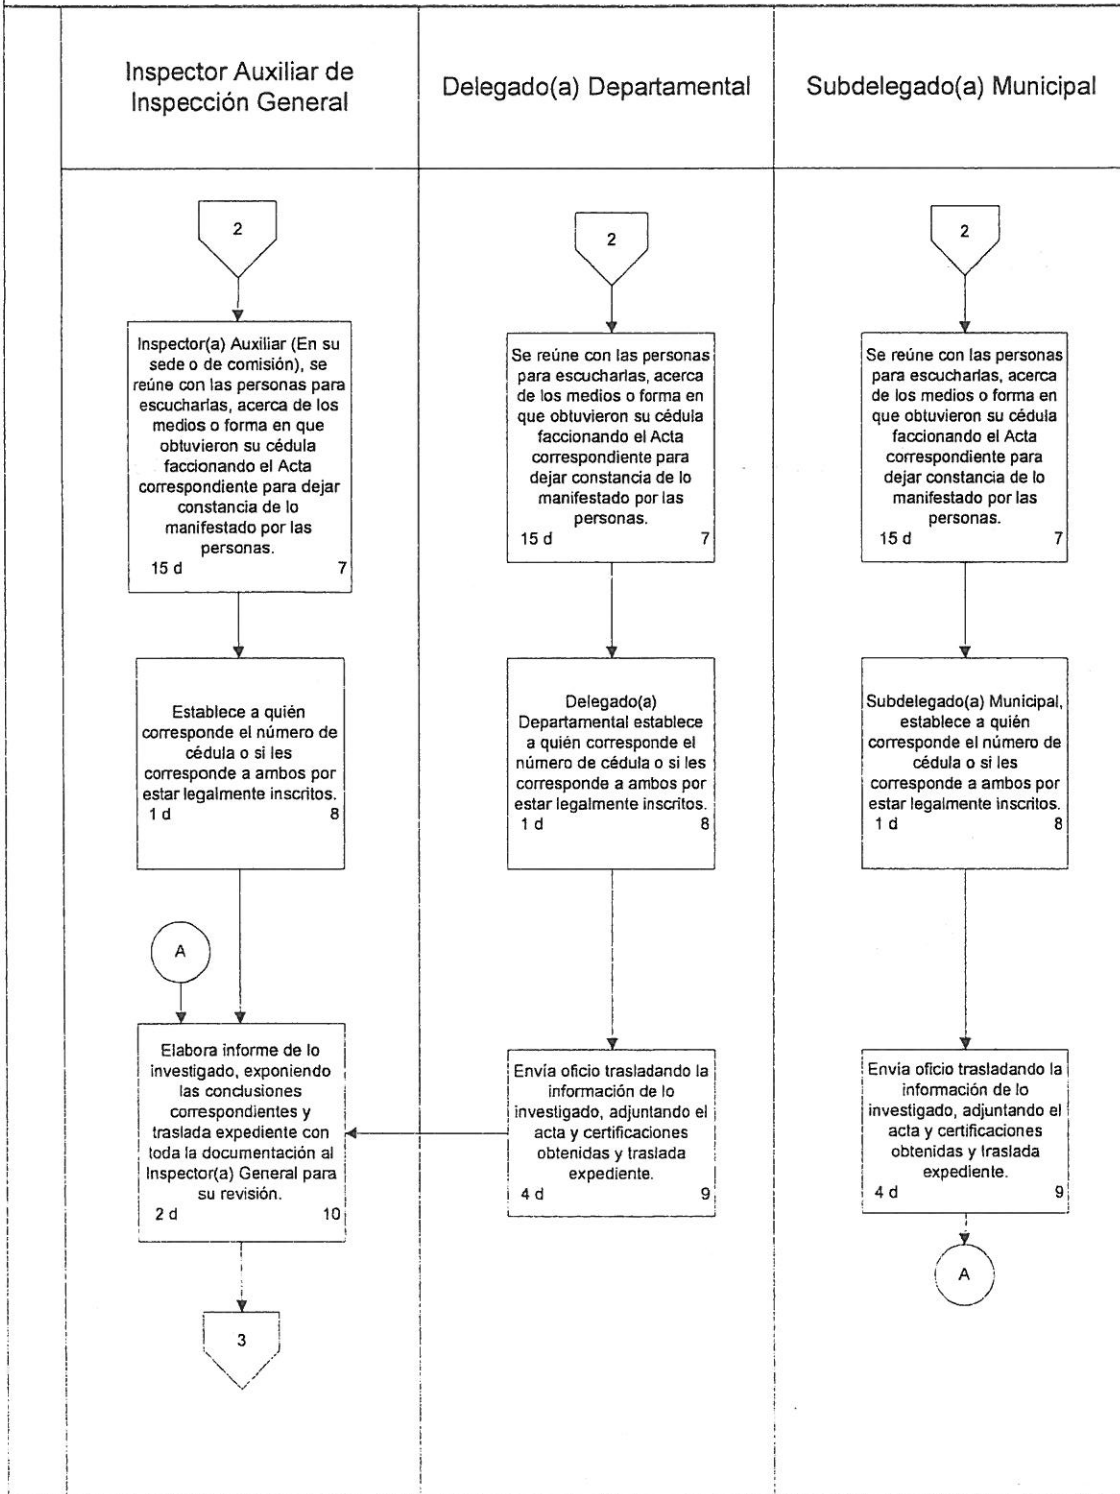 Inspector Auxiliar de
Inspección General
Delegado(a) Departamental
Subdelegado(a) Municipal
2
2
2
Inspector(a) Auxiliar (En su
sede o de comisión), se
reúne con las personas para
escucharlas, acerca de los
medios o forma en que
obtuvieron su cédula
faccionando el Acta
correspondiente para dejar
constancia de lo
manifestado por las
personas.
15 d 7
Se reúne con las personas
para escucharlas, acerca
de los medios o forma en
que obtuvieron su cédula
faccionando el Acta
correspondiente para
dejar constancia de lo
manifestado por las
personas.
15 d 7
Se reúne con las personas
para escucharlas, acerca
de los medios o forma en
que obtuvieron su cédula
faccionando el Acta
correspondiente para
dejar constancia de lo
manifestado por las
personas.
15 d 7
Establece a quién
corresponde el número de
cédula o si les
corresponde a ambos por
estar legalmente inscritos.
1 d 8
Delegado(a)
Departamental establece
a quién corresponde el
número de cédula o si les
corresponde a ambos por
estar legalmente inscritos.
1 d 8
Subdelegado(a) Municipal,
establece a quién
corresponde el número de
cédula o si les
corresponde a ambos por
estar legalmente inscritos.
1 d 8
A
Elabora informe de lo
investigado, exponiendo
las conclusiones
correspondientes y
traslada expediente con
toda la documentación al
Inspector(a) General para
su revisión.
2 d 10
Envía oficio trasladando la
información de lo
investigado, adjuntando el
acta y certificaciones
obtenidas y traslada
expediente.
4 d 9
Envía oficio trasladando la
información de lo
investigado, adjuntando el
acta y certificaciones
obtenidas y traslada
expediente.
4 d 9
A
3